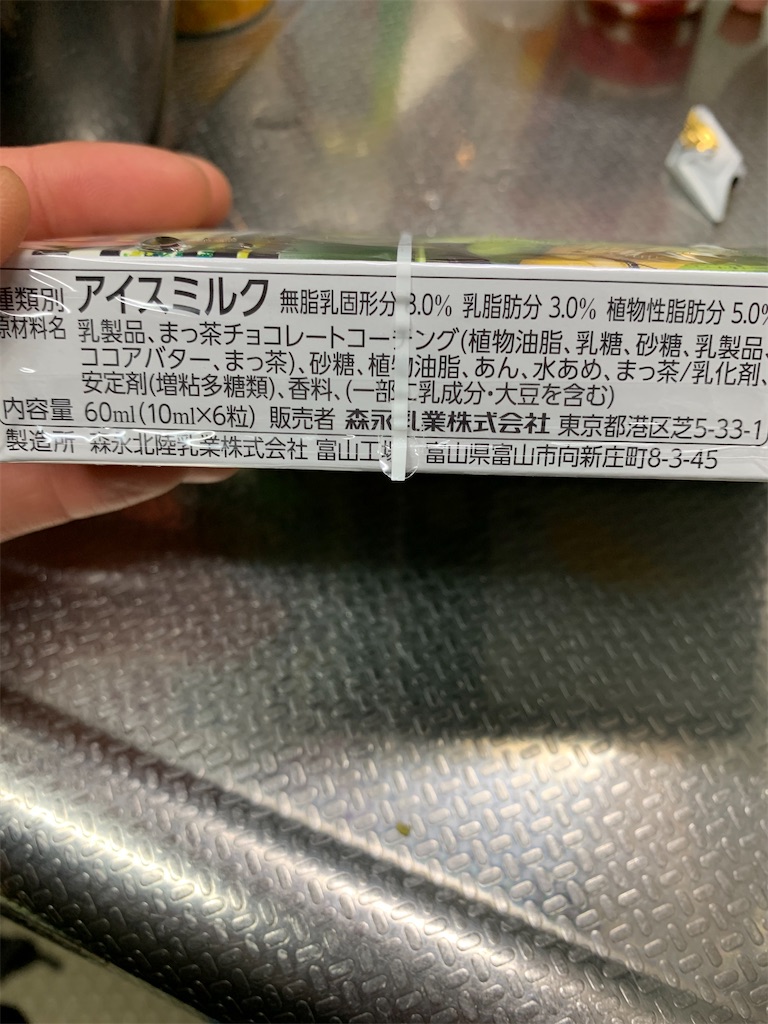 種類別 アイスミルク 無脂乳固形分 8.0% 乳脂肪分 3.0% 植物性脂肪分 5.0%
原材料名 乳製品、まっ茶チョコレートコーチング(植物油脂、乳糖、砂糖、乳製品、
ココアバター、まっ茶)、砂糖、植物油脂、あん、水あめ、まっ茶/乳化剤、
安定剤(増粘多糖類)、香料、(一部に乳成分・大豆を含む)
内容量 60ml(10ml×6粒) 販売者 森永乳業株式会社 東京都港区芝5-33-1
製造所 森永北陸乳業株式会社 富山工場 富山県富山市向新庄町8-3-45